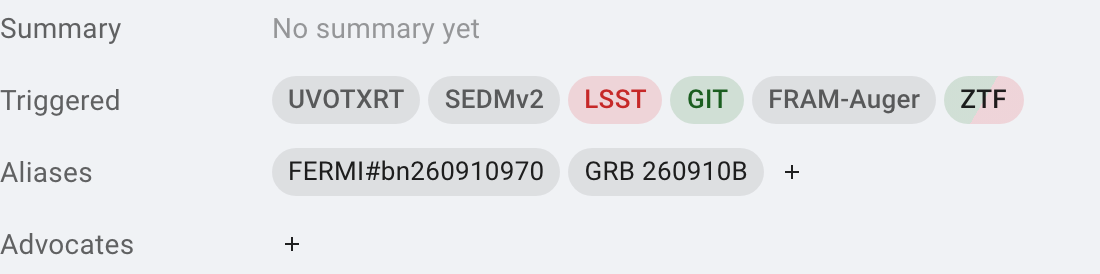 Summary No summary yet
Triggered UVOTXRT SEDMv2 LSST GIT FRAM-Auger ZTF
Aliases FERMI#bn260910970 GRB 260910B +
Advocates +